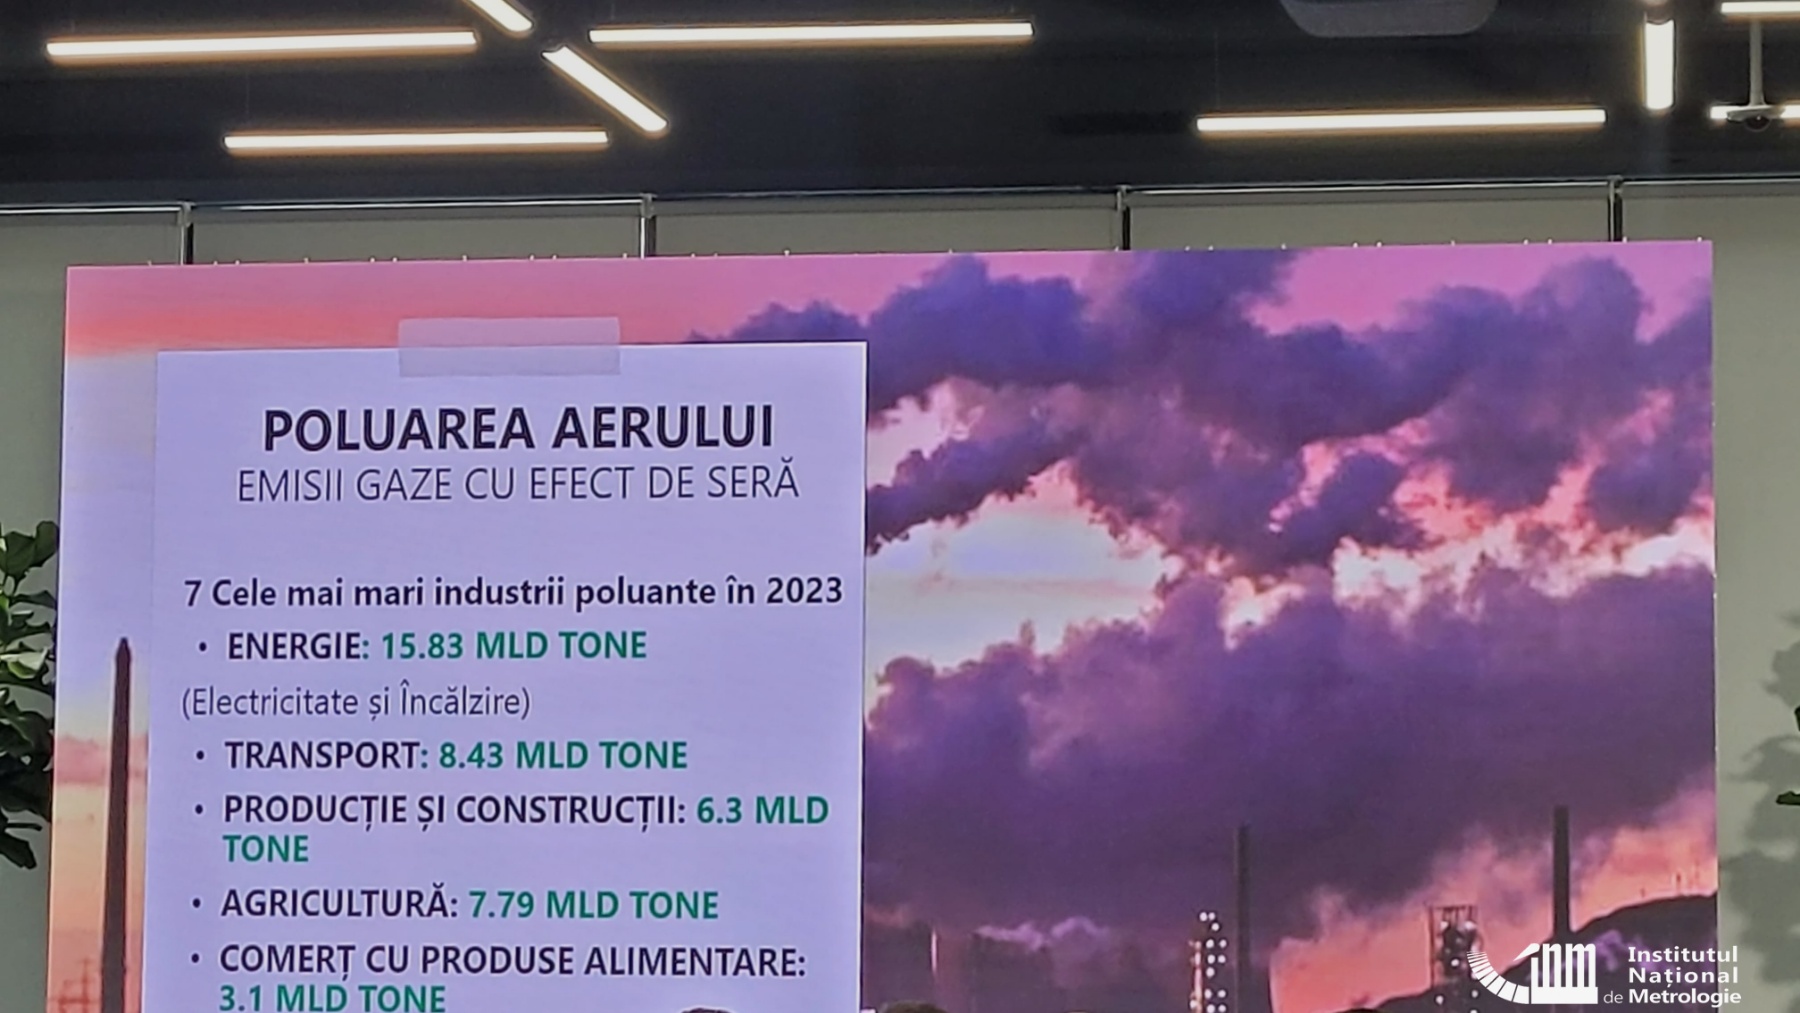 POLUAREA AERULUI
EMISII GAZE CU EFECT DE SERĂ
7 Cele mai mari industrii poluante în 2023
• ENERGIE: 15.83 MLD TONE
(Electricitate și Încălzire)
• TRANSPORT: 8.43 MLD TONE
• PRODUCȚIE ȘI CONSTRUCȚII: 6.3 MLD
TONE
• AGRICULTURĂ: 7.79 MLD TONE
• COMERȚ CU PRODUSE ALIMENTARE:
3.1 MLD TONE
INM
Institutul
Național
de Metrologie